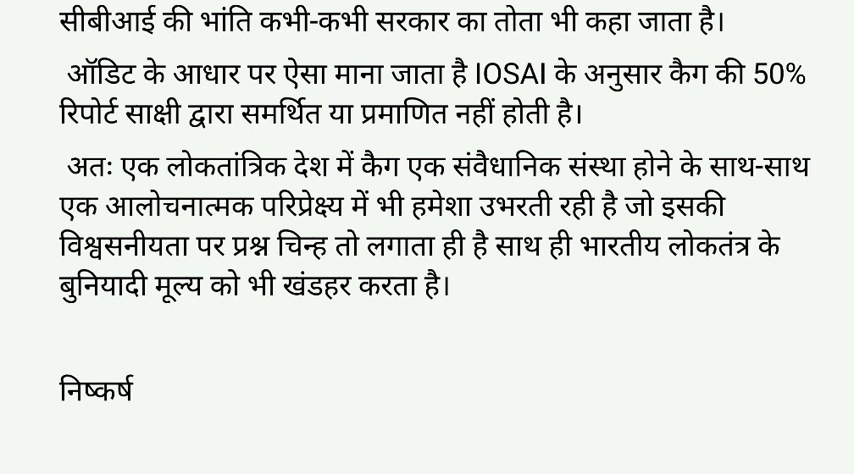 सीबीआई की भांति कभी-कभी सरकार का तोता भी कहा जाता है।
ऑडिट के आधार पर ऐसा माना जाता है IOSAI के अनुसार कैग की 50%
रिपोर्ट साक्षी द्वारा समर्थित या प्रमाणित नहीं होती है।
अतः एक लोकतांत्रिक देश में कैग एक संवैधानिक संस्था होने के साथ-साथ
एक आलोचनात्मक परिप्रेक्ष्य में भी हमेशा उभरती रही है जो इसकी
विश्वसनीयता पर प्रश्न चिन्ह तो लगाता ही है साथ ही भारतीय लोकतंत्र के
बुनियादी मूल्य को भी खंडहर करता है।
निष्कर्ष